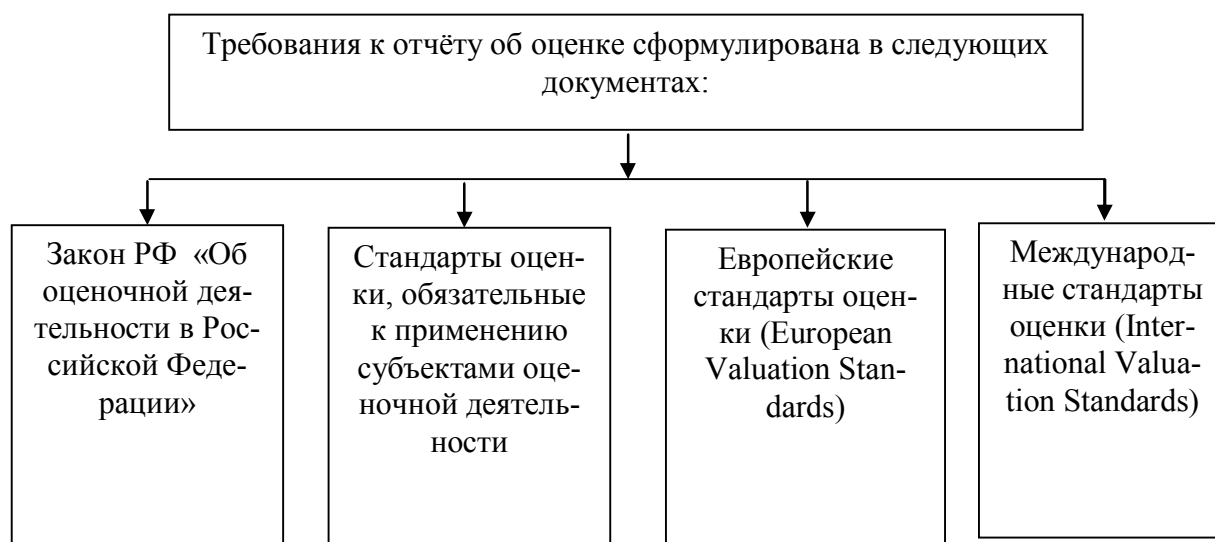 Требования к отчёту об оценке сформулирована в следующих
документах:
Закон РФ «Об
оценочной дея-
тельности в Рос-
сийской Феде-
рации»
Стандарты оцен-
ки, обязательные
к применению
субъектами оце-
ночной деятель-
ности
Европейские
стандарты оцен-
ки (European
Valuation Stan-
dards)
Международ-
ные стандарты
оценки (Inter-
national Valua-
tion Standards)